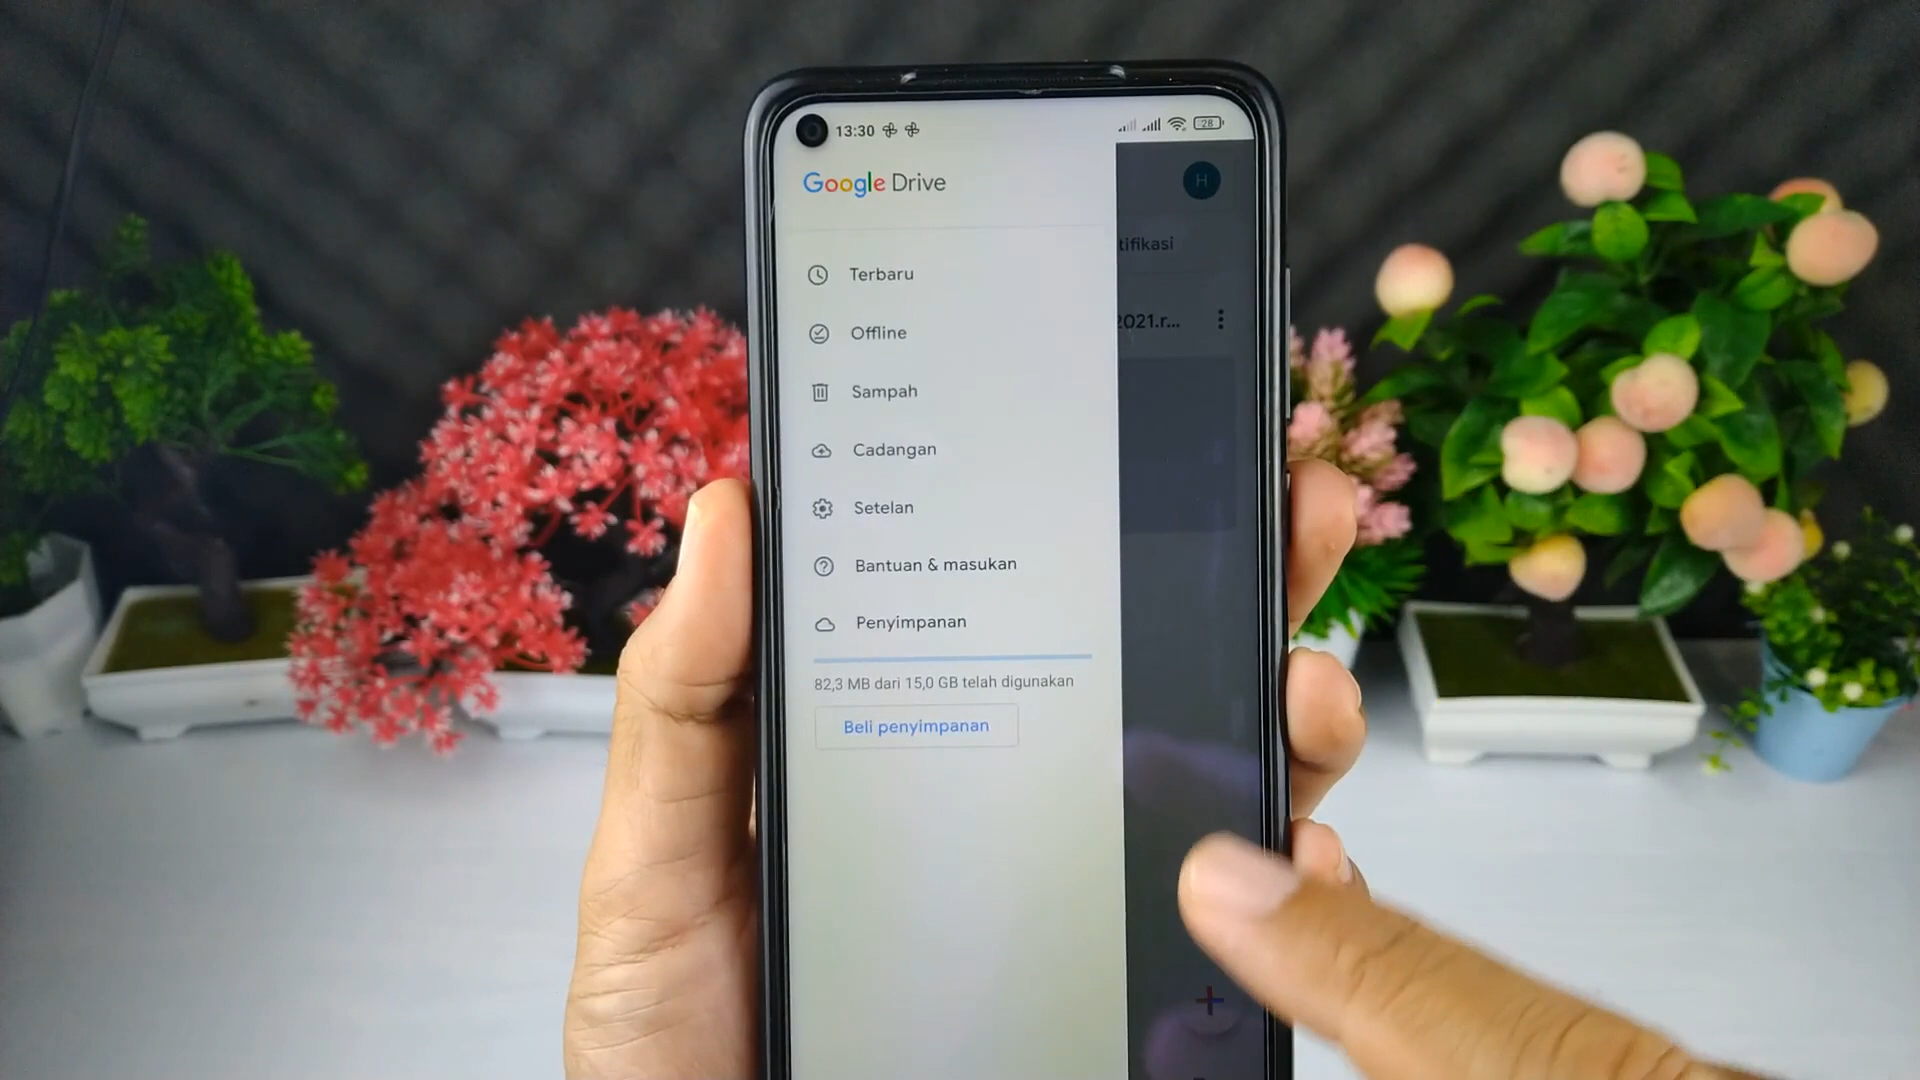 13:30
28
Google Drive
H
tifikasi
Terbaru
2021.r...
Offline
Sampah
Cadangan
Setelan
Bantuan & masukan
Penyimpanan
82,3 MB dari 15,0 GB telah digunakan
Beli penyimpanan